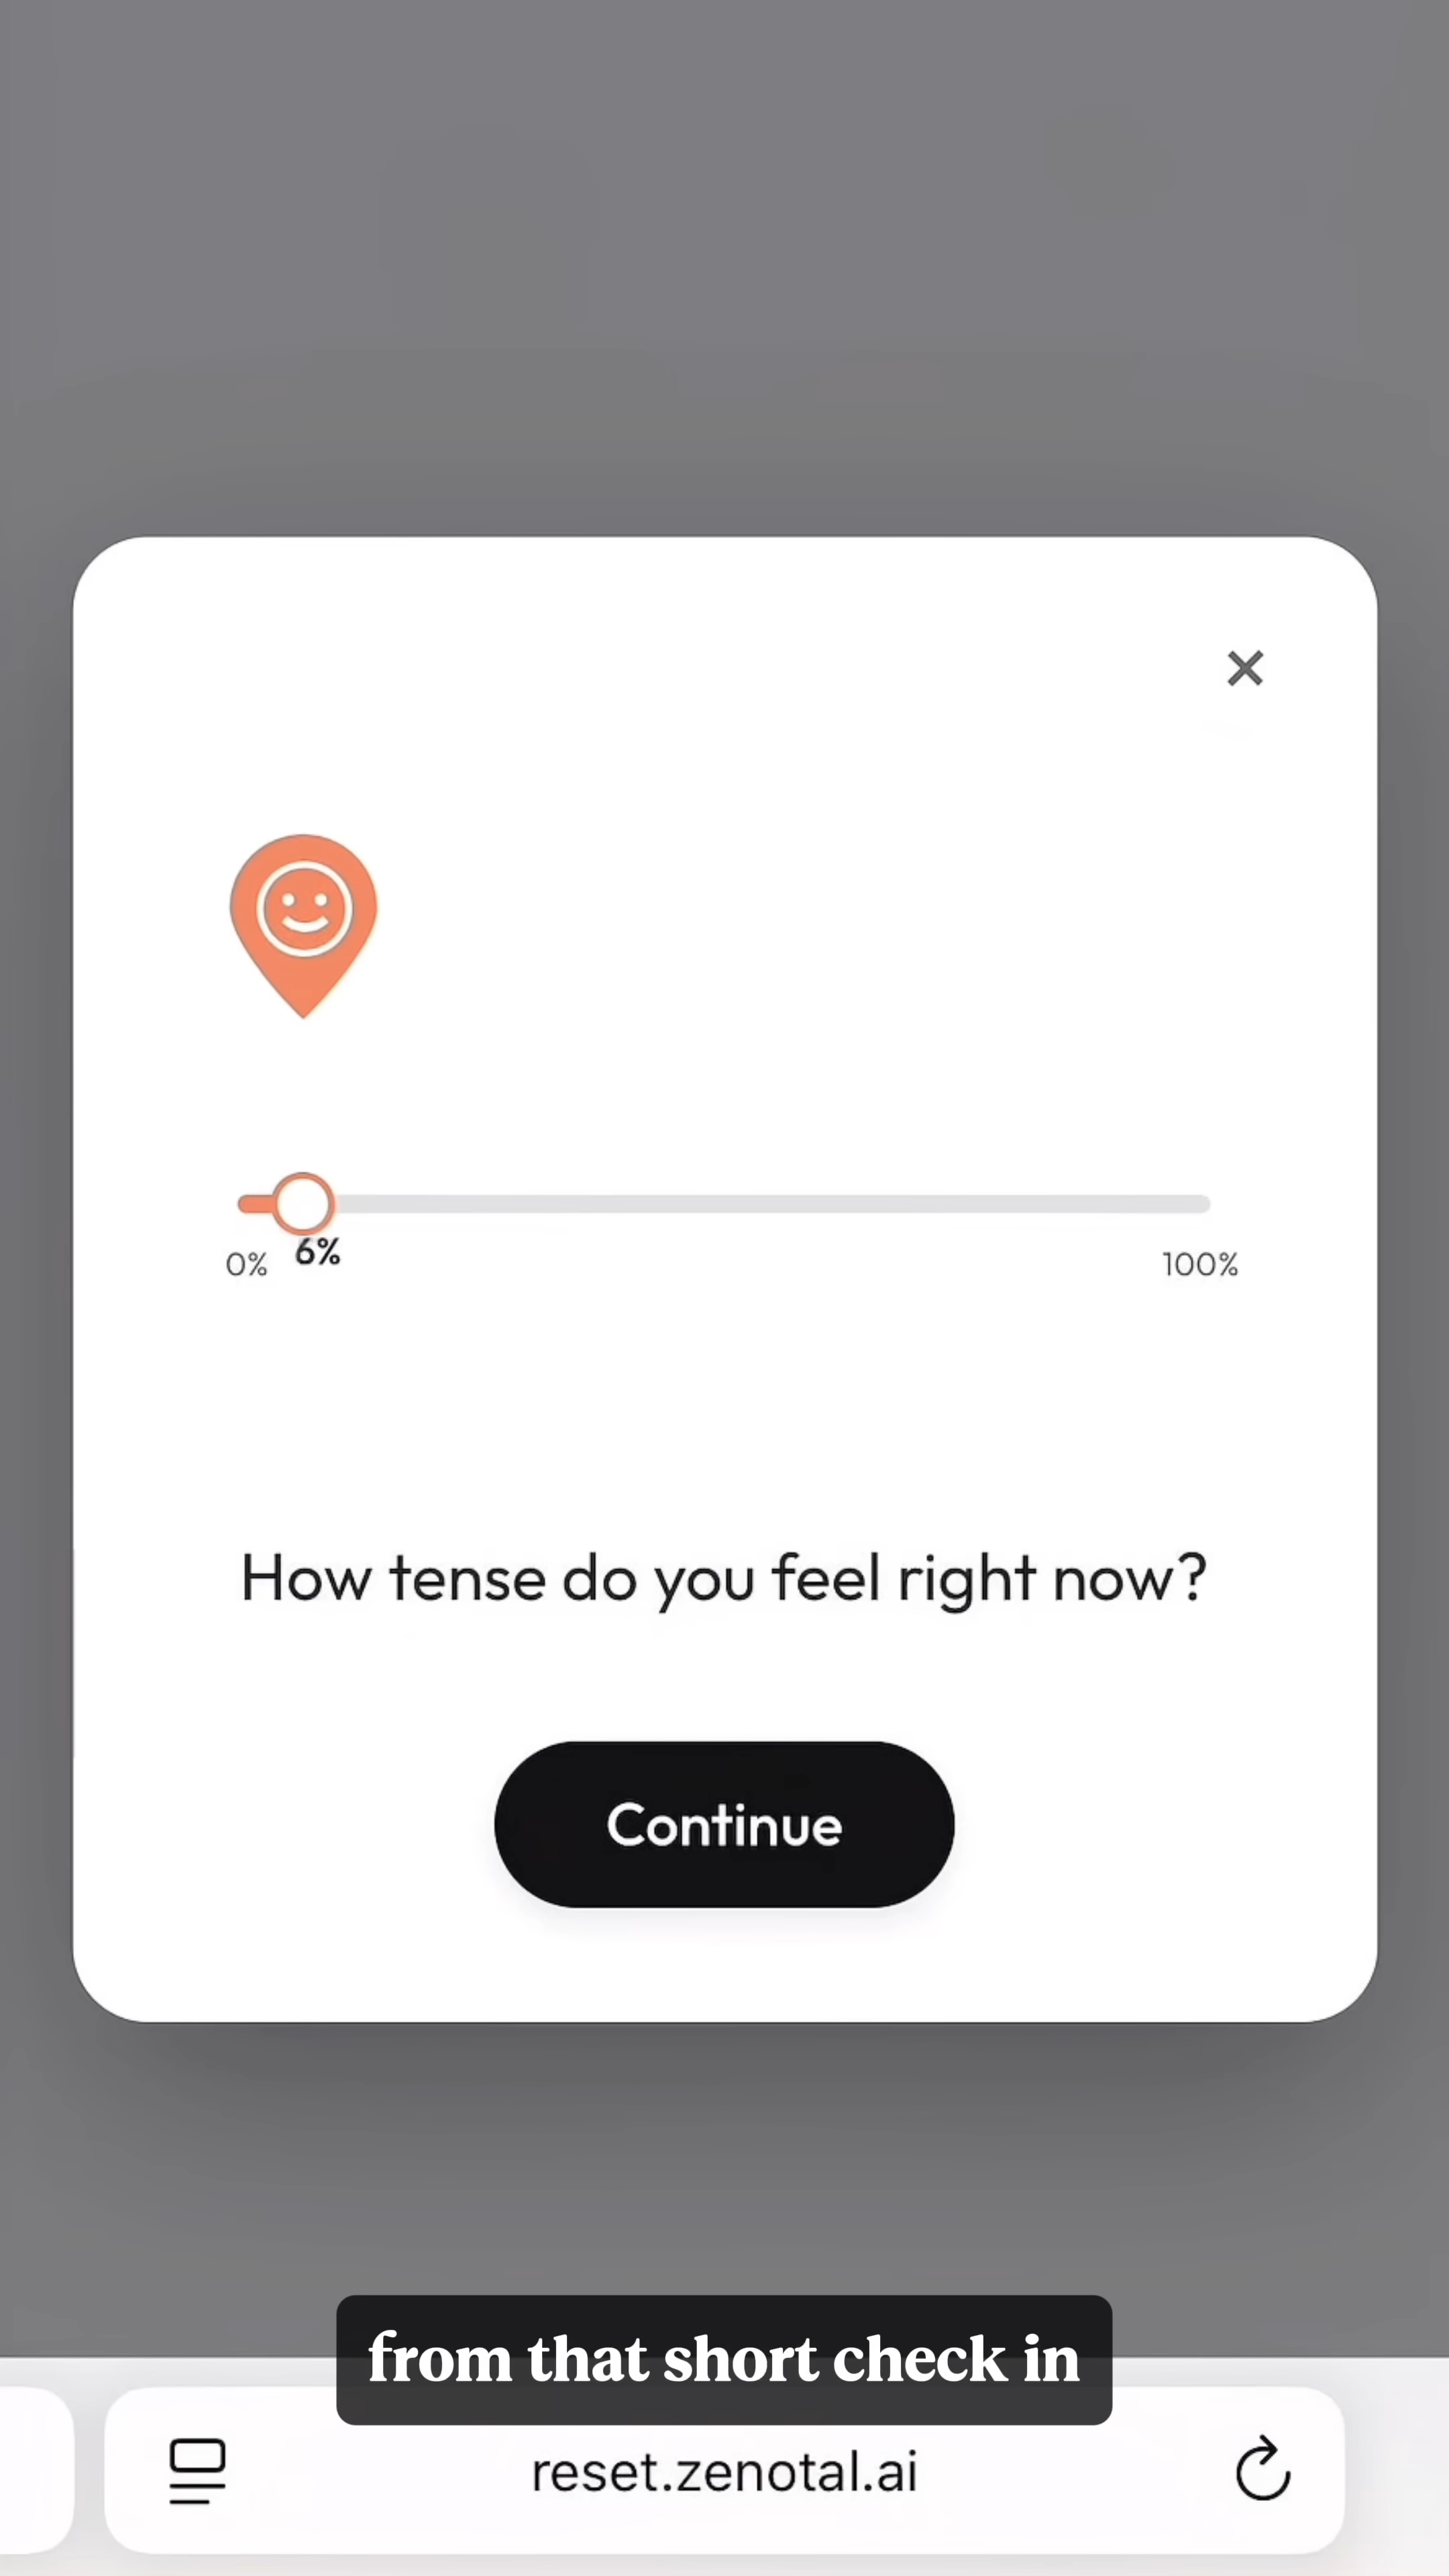 0% 6% 100%
How tense do you feel right now?
Continue
from that short check in
reset.zenotal.ai